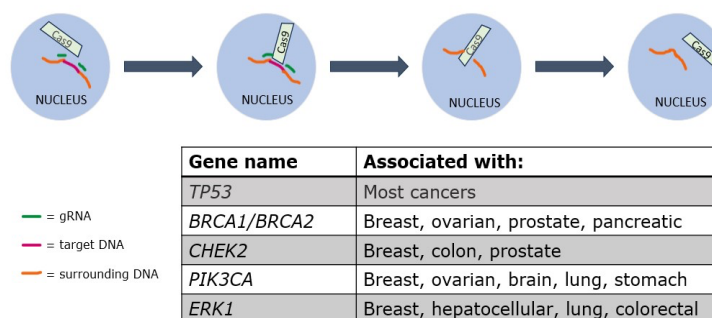 Cas9
Cas9
Cas9
Cas9
NUCLEUS
NUCLEUS
NUCLEUS
NUCLEUS
Gene name Associated with:
TP53 Most cancers
BRCA1/BRCA2 Breast, ovarian, prostate, pancreatic
CHEK2 Breast, colon, prostate
PIK3CA Breast, ovarian, brain, lung, stomach
ERK1 Breast, hepatocellular, lung, colorectal
= gRNA
= target DNA
= surrounding DNA